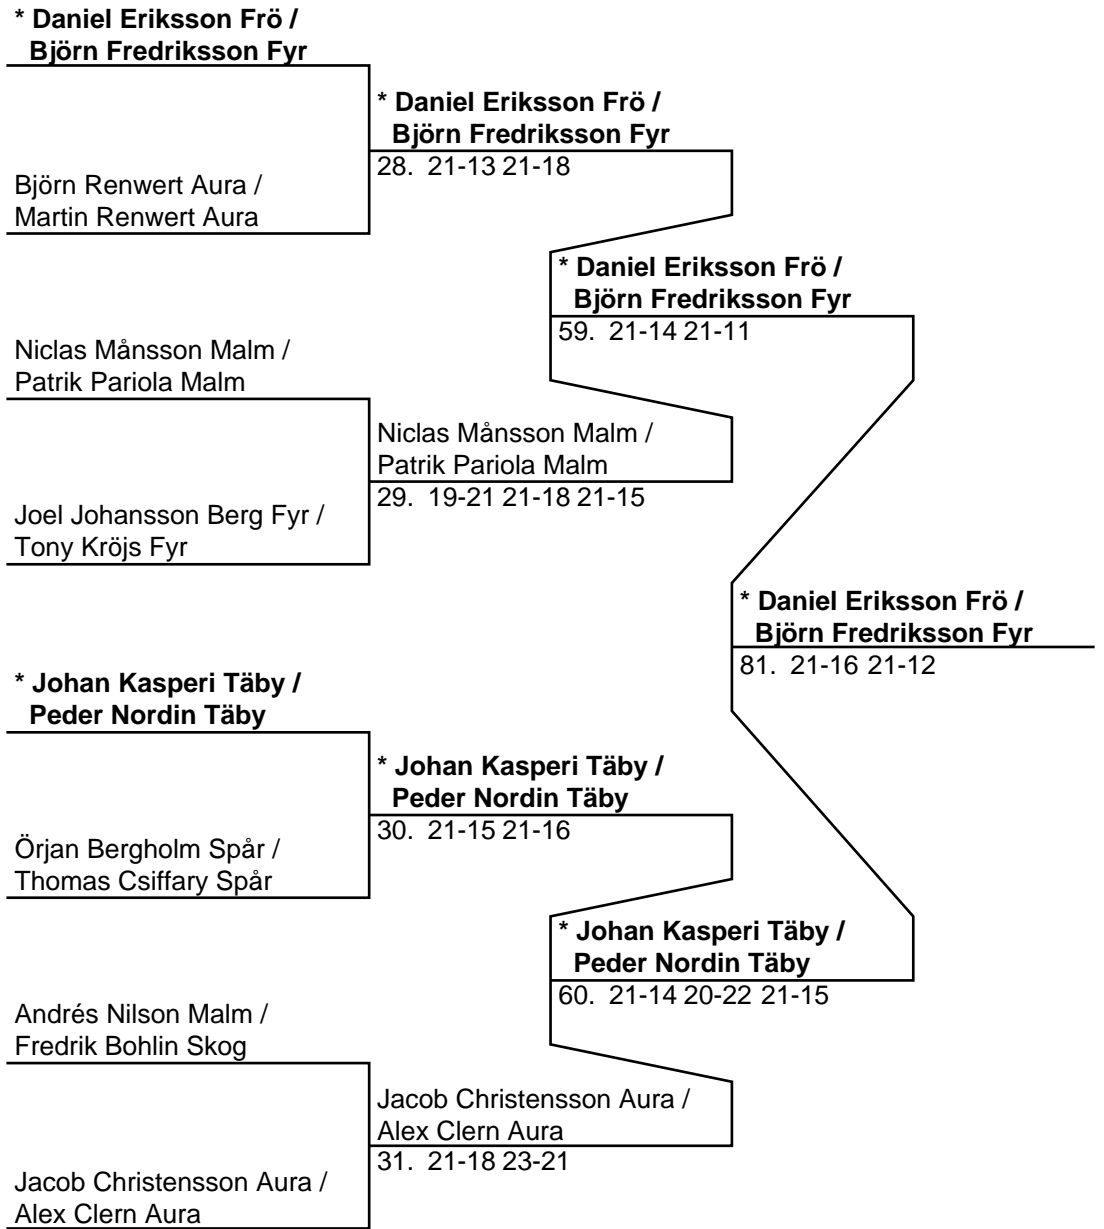 * Daniel Eriksson Frö /
Björn Fredriksson Fyr
* Daniel Eriksson Frö /
Björn Fredriksson Fyr
28. 21-13 21-18
Björn Renwert Aura /
Martin Renwert Aura
* Daniel Eriksson Frö /
Björn Fredriksson Fyr
59. 21-14 21-11
Niclas Månsson Malm /
Patrik Pariola Malm
Niclas Månsson Malm /
Patrik Pariola Malm
29. 19-21 21-18 21-15
Joel Johansson Berg Fyr /
Tony Kröjs Fyr
* Daniel Eriksson Frö /
Björn Fredriksson Fyr
81. 21-16 21-12
* Johan Kasperi Täby /
Peder Nordin Täby
* Johan Kasperi Täby /
Peder Nordin Täby
30. 21-15 21-16
Örjan Bergholm Spår /
Thomas Csiffary Spår
* Johan Kasperi Täby /
Peder Nordin Täby
60. 21-14 20-22 21-15
Andrés Nilson Malm /
Fredrik Bohlin Skog
Jacob Christensson Aura /
Alex Clern Aura
31. 21-18 23-21
Jacob Christensson Aura /
Alex Clern Aura